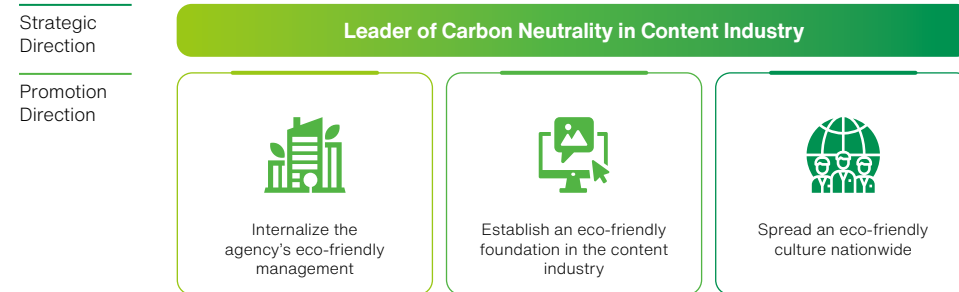 Strategic
Direction
Leader of Carbon Neutrality in Content Industry
Promotion
Direction
Internalize the
agency's eco-friendly
management
Establish an eco-friendly
foundation in the content
industry
Spread an eco-friendly
culture nationwide